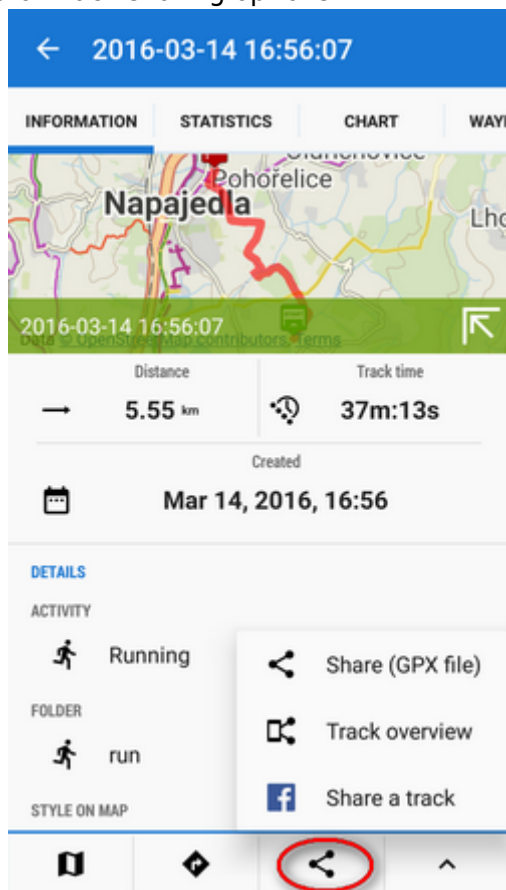 2016-03-14 16:56:07
INFORMATION STATISTICS CHART WAYI
Pohořelice
Napajedla
Lho
2016-03-14 16:56:07
Data © OpenStreetMap contributors, Terms
Distance Track time
5.55 km 37m:13s
Created
Mar 14, 2016, 16:56
DETAILS
ACTIVITY
Running
Share (GPX file)
FOLDER
Track overview
run
Share a track
STYLE ON MAP